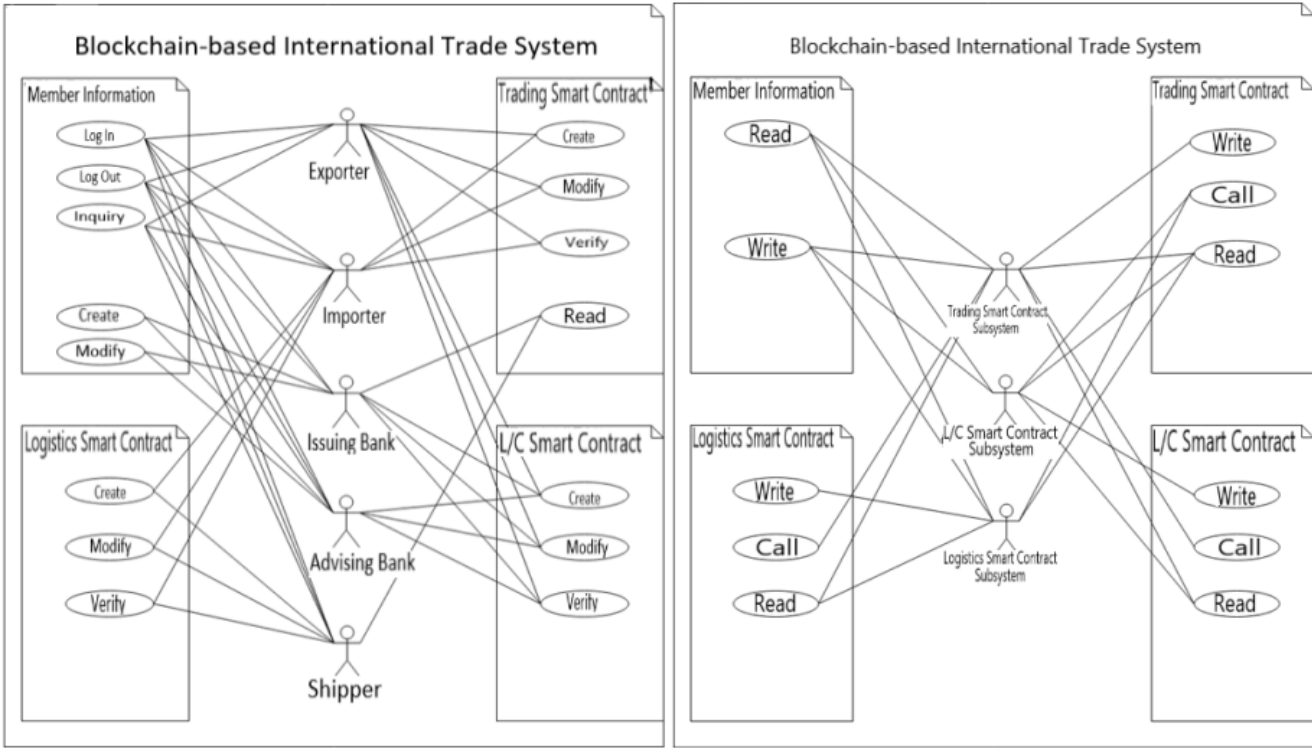 Blockchain-based International Trade System
Member Information
Log In
Log Out
Inquiry
Create
Modify
Logistics Smart Contract
Create
Modify
Verify
Exporter
Importer
Issuing Bank
Advising Bank
Shipper
Trading Smart Contract
Create
Modify
Verify
Read
L/C Smart Contract
Create
Modify
Verify
Blockchain-based International Trade System
Member Information
Read
Write
Logistics Smart Contract
Write
Call
Read
Trading Smart Contract
Subsystem
L/C Smart Contract
Subsystem
Logistics Smart Contract
Subsystem
Trading Smart Contract
Write
Call
Read
L/C Smart Contract
Write
Call
Read